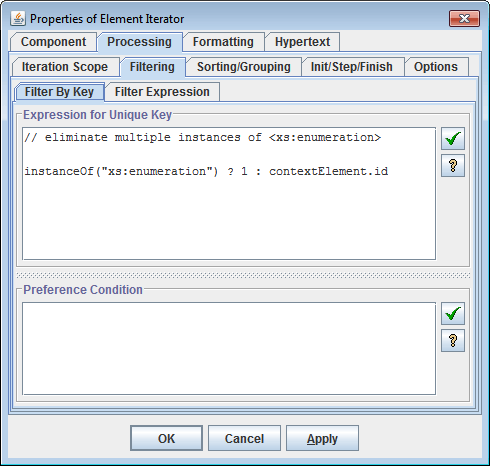 Properties of Element Iterator
Component Processing Formatting Hypertext
Iteration Scope Filtering Sorting/Grouping Init/Step/Finish Options
Filter By Key Filter Expression
Expression for Unique Key
// eliminate multiple instances of <xs:enumeration>
instanceOf("xs:enumeration") ? 1 : contextElement.id
Preference Condition
OK Cancel Apply